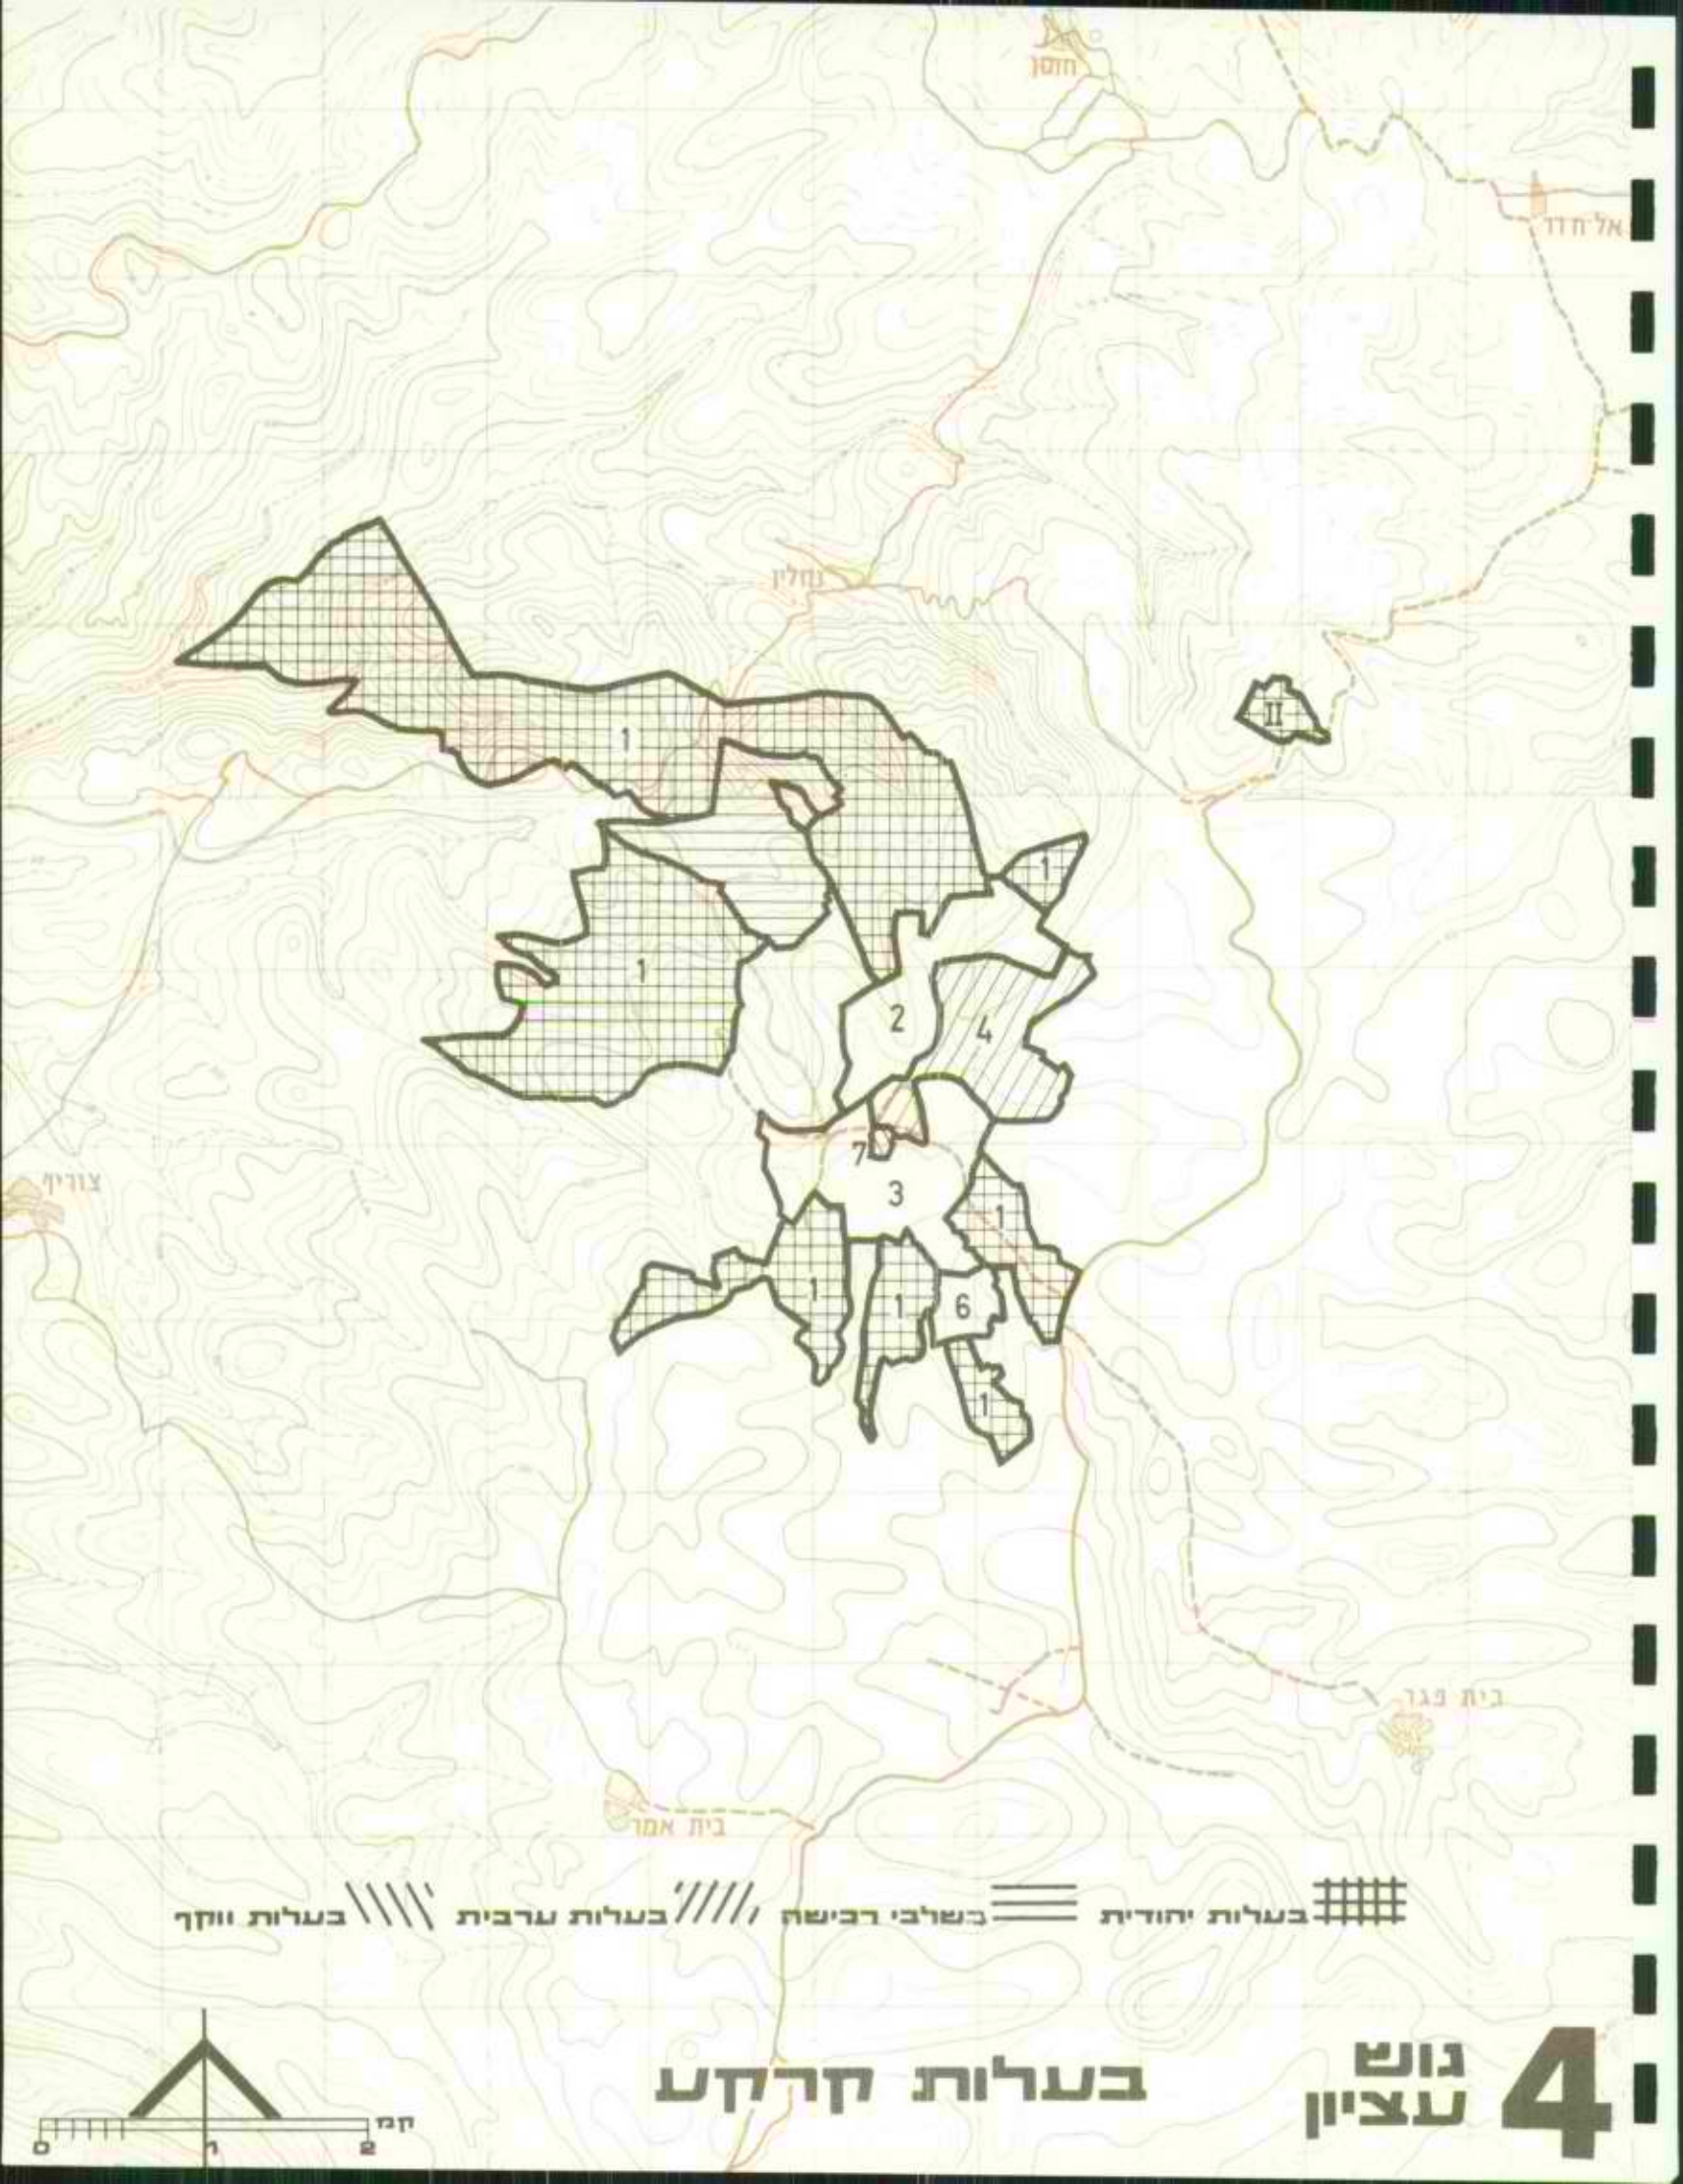 חוסן
אל·חדר
נחלין
1
II
1
1
2
4
7
3
צוריף
1
1
1
6
1
בית פגר
בית אמר
בעלות יהודית
בשלבי רכישה
בעלות ערבית
בעלות ווקף
4
גוש
עציון
בעלות קרקע
קמ
0 1 2